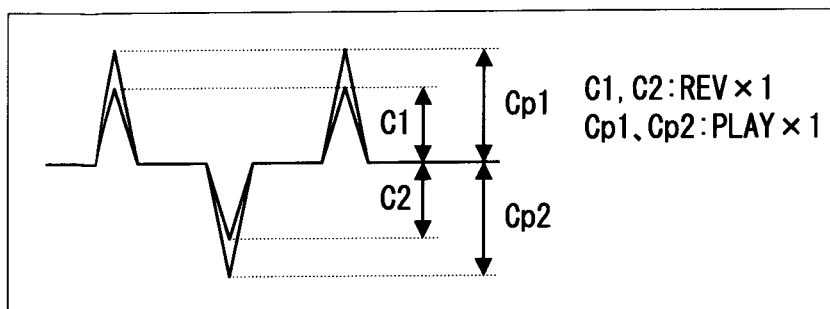 C1
Cp1
C2
Cp2
C1, C2:REV×1
Cp1、Cp2:PLAY×1